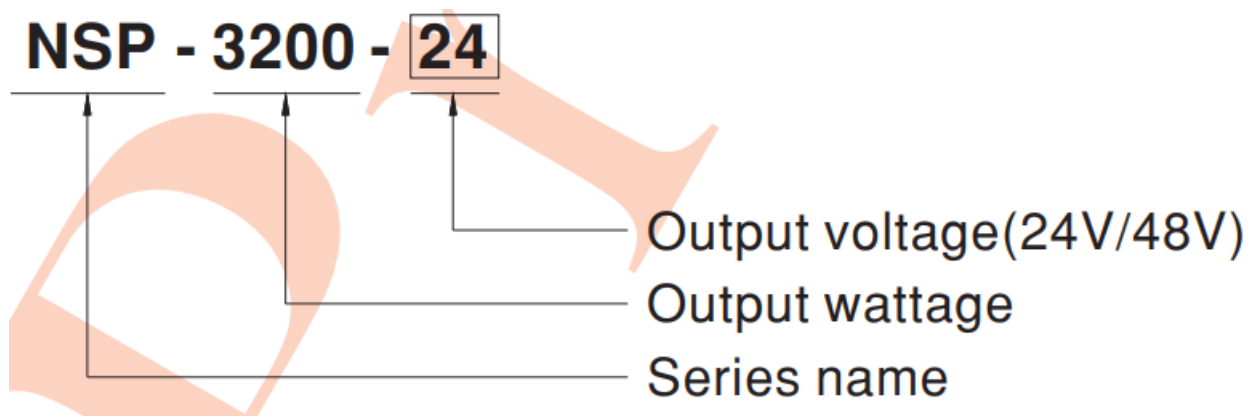 NSP - 3200 - 24
Output voltage(24V/48V)
Output wattage
Series name